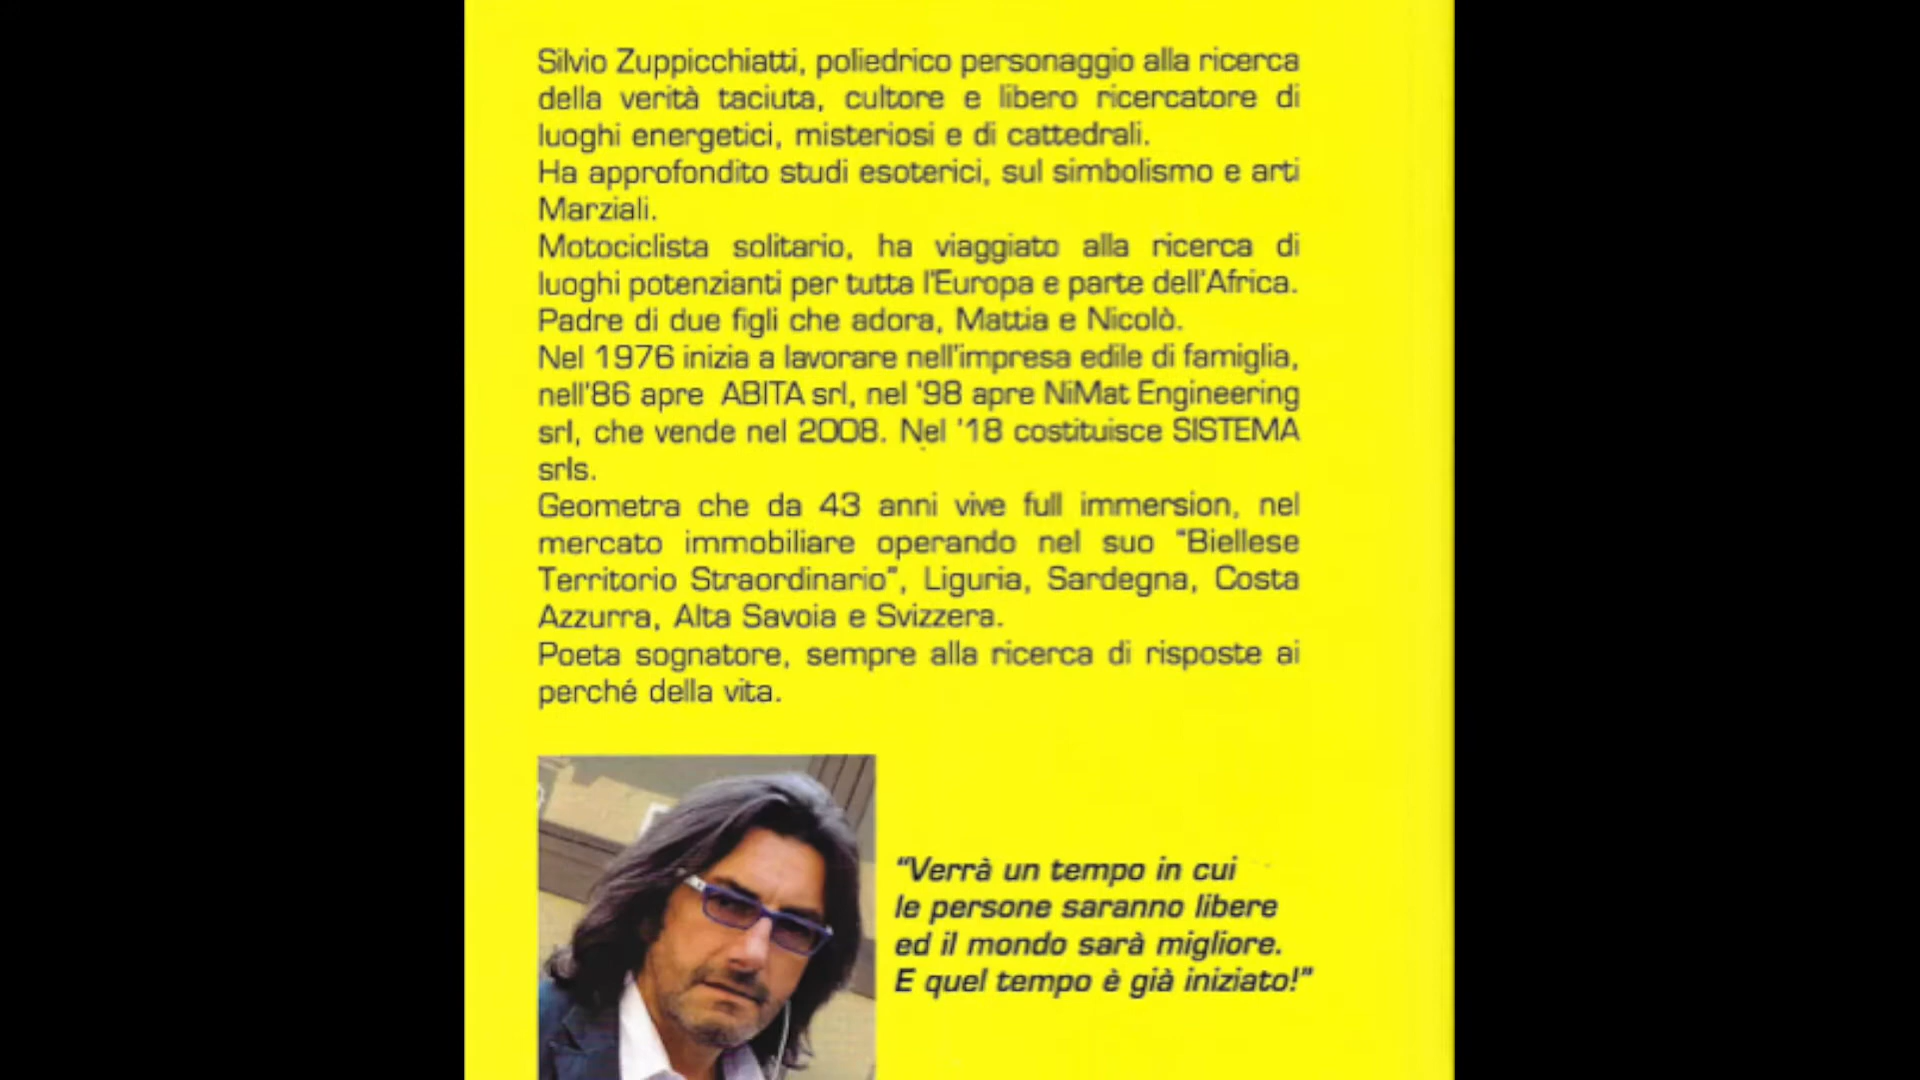 Silvio Zuppicchiatti, poliedrico personaggio alla ricerca
della verità taciuta, cultore e libero ricercatore di
luoghi energetici, misteriosi e di cattedrali.
Ha approfondito studi esoterici, sul simbolismo e arti
Marziali.
Motociclista solitario, ha viaggiato alla ricerca di
luoghi potenzianti per tutta l'Europa e parte dell'Africa.
Padre di due figli che adora, Mattia e Nicolò.
Nel 1976 inizia a lavorare nell'impresa edile di famiglia,
nell'86 apre ABITA srl, nel '98 apre NiMat Engineering
srl, che vende nel 2008. Nel '18 costituisce SISTEMA
srls.
Geometra che da 43 anni vive full immersion, nel
mercato immobiliare operando nel suo "Biellese
Territorio Straordinario", Liguria, Sardegna, Costa
Azzurra, Alta Savoia e Svizzera.
Poeta sognatore, sempre alla ricerca di risposte ai
perché della vita.
"Verrà un tempo in cui
le persone saranno libere
ed il mondo sarà migliore.
E quel tempo è già iniziato!"